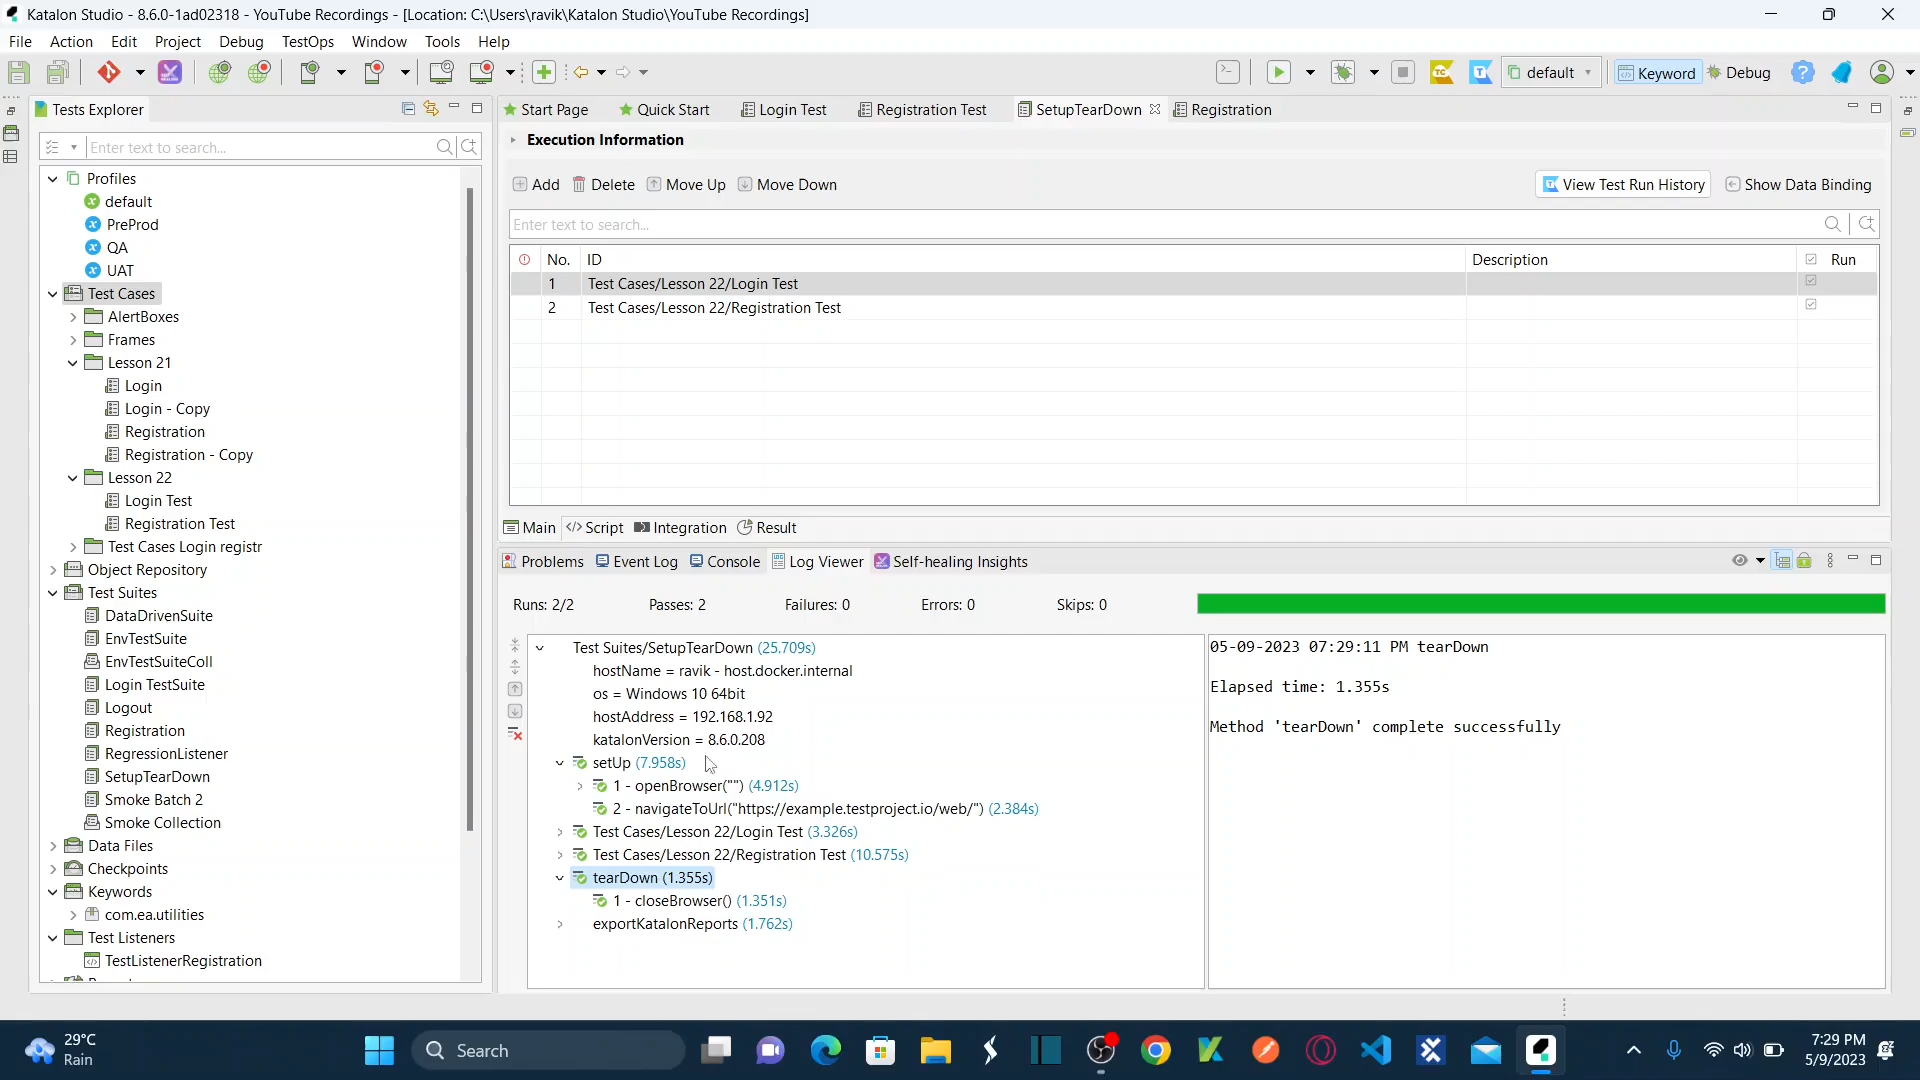 Katalon Studio - 8.6.0-1ad02318 - YouTube Recordings - [Location: C:\Users\ravik\Katalon Studio\YouTube Recordings]
File Action Edit Project Debug TestOps Window Tools Help
default Keyword Debug
Tests Explorer
Enter text to search...
Profiles
default
PreProd
QA
UAT
Test Cases
AlertBoxes
Frames
Lesson 21
Login
Login - Copy
Registration
Registration - Copy
Lesson 22
Login Test
Registration Test
Test Cases Login registr
Object Repository
Test Suites
DataDrivenSuite
EnvTestSuite
EnvTestSuiteColl
Login TestSuite
Logout
Registration
RegressionListener
SetupTearDown
Smoke Batch 2
Smoke Collection
Data Files
Checkpoints
Keywords
com.ea.utilities
Test Listeners
TestListenerRegistration
Start Page Quick Start Login Test Registration Test SetupTearDown Registration
Execution Information
Add Delete Move Up Move Down View Test Run History Show Data Binding
Enter text to search...
No. ID Description Run
1 Test Cases/Lesson 22/Login Test
2 Test Cases/Lesson 22/Registration Test
Main Script Integration Result
Problems Event Log Console Log Viewer Self-healing Insights
Runs: 2/2 Passes: 2 Failures: 0 Errors: 0 Skips: 0
Test Suites/SetupTearDown (25.709s)
hostName = ravik - host.docker.internal
os = Windows 10 64bit
hostAddress = 192.168.1.92
katalonVersion = 8.6.0.208
setUp (7.958s)
1 - openBrowser("") (4.912s)
2 - navigateToUrl("https://example.testproject.io/web/") (2.384s)
Test Cases/Lesson 22/Login Test (3.326s)
Test Cases/Lesson 22/Registration Test (10.575s)
tearDown (1.355s)
1 - closeBrowser() (1.351s)
exportKatalonReports (1.762s)
05-09-2023 07:29:11 PM tearDown
Elapsed time: 1.355s
Method 'tearDown' complete successfully
29°C
Rain
Search
7:29 PM
5/9/2023